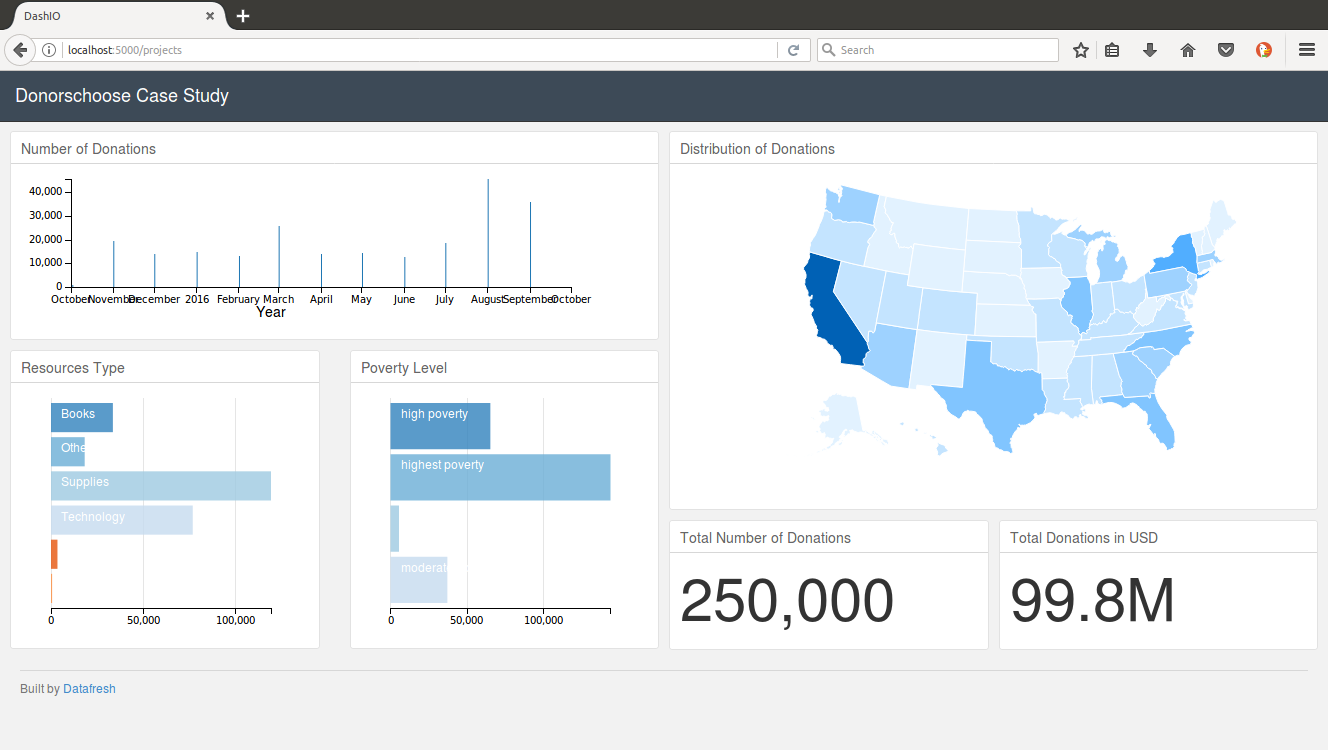 DashIO
localhost:5000/projects
Search
Donorschoose Case Study
Number of Donations
40,000
30,000
20,000
10,000
0
October November December 2016 February March April May June July August September October
Year
Distribution of Donations
Resources Type
Books
Othe
Supplies
Technology
0 50,000 100,000
Poverty Level
high poverty
highest poverty
moderat
0 50,000 100,000
Total Number of Donations
250,000
Total Donations in USD
99.8M
Built by Datafresh